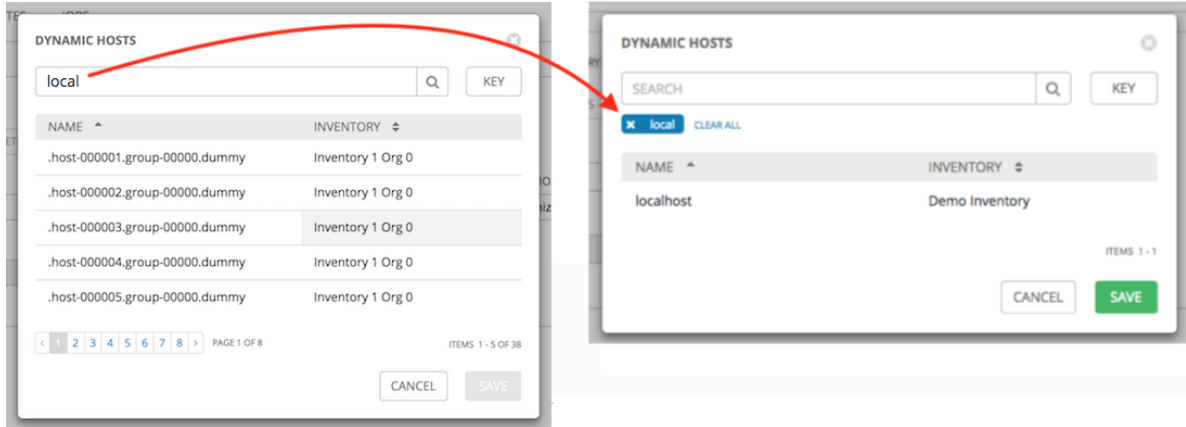 DYNAMIC HOSTS
local
KEY
NAME INVENTORY
.host-000001.group-00000.dummy Inventory 1 Org 0
.host-000002.group-00000.dummy Inventory 1 Org 0
.host-000003.group-00000.dummy Inventory 1 Org 0
.host-000004.group-00000.dummy Inventory 1 Org 0
.host-000005.group-00000.dummy Inventory 1 Org 0
< 1 2 3 4 5 6 7 8 > PAGE 1 OF 8 ITEMS 1 - 5 OF 38
CANCEL SAVE
DYNAMIC HOSTS
SEARCH KEY
local CLEAR ALL
NAME INVENTORY
localhost Demo Inventory
ITEMS 1 - 1
CANCEL SAVE